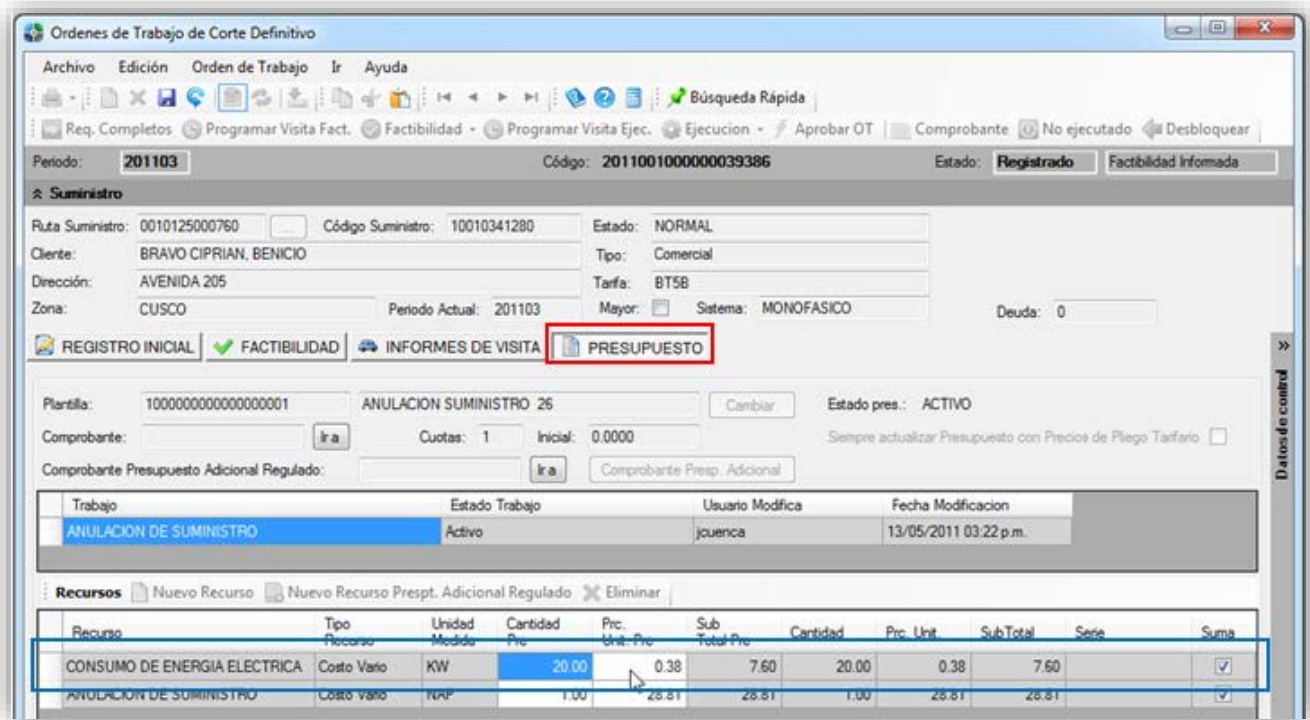 Ordenes de Trabajo de Corte Definitivo
Archivo Edición Orden de Trabajo Ir Ayuda
Búsqueda Rápida
Req. Completos Programar Visita Fact. Factibilidad Programar Visita Ejec. Ejecucion Aprobar OT Comprobante No ejecutado Desbloquear
Periodo: 201103 Código: 2011001000000039386 Estado: Registrado Factibilidad Informada
Suministro
Ruta Suministro: 0010125000760 ... Código Suministro: 10010341280 Estado: NORMAL
Cliente: BRAVO CIPRIAN, BENICIO Tipo: Comercial
Dirección: AVENIDA 205 Tarifa: BT5B
Zona: CUSCO Periodo Actual: 201103 Mayor: Sistema: MONOFASICO Deuda: 0
REGISTRO INICIAL FACTIBILIDAD INFORMES DE VISITA PRESUPUESTO
»
Datos de control
Plantilla: 1000000000000000001 ANULACION SUMINISTRO 26 Cambiar Estado pres.: ACTIVO
Comprobante: Ir a Cuotas: 1 Inicial: 0.0000 Siempre actualizar Presupuesto con Precios de Pliego Tarifario
Comprobante Presupuesto Adicional Regulado: Ir a Comprobante Presp. Adicional
Trabajo Estado Trabajo Usuario Modifica Fecha Modificacion
ANULACION DE SUMINISTRO Activo jcuenca 13/05/2011 03:22 p.m.
Recursos Nuevo Recurso Nuevo Recurso Prespt. Adicional Regulado Eliminar
Recurso Tipo Recurso Unidad Medida Cantidad Pre Prc. Unit. Pre Sub Total Pre Cantidad Prc. Unit. SubTotal Serie Suma
CONSUMO DE ENERGIA ELECTRICA Costo Vario KW 20.00 0.38 7.60 20.00 0.38 7.60
ANULACION DE SUMINISTRO Costo Vario NAP 1.00 28.81 28.81 1.00 28.81 28.81